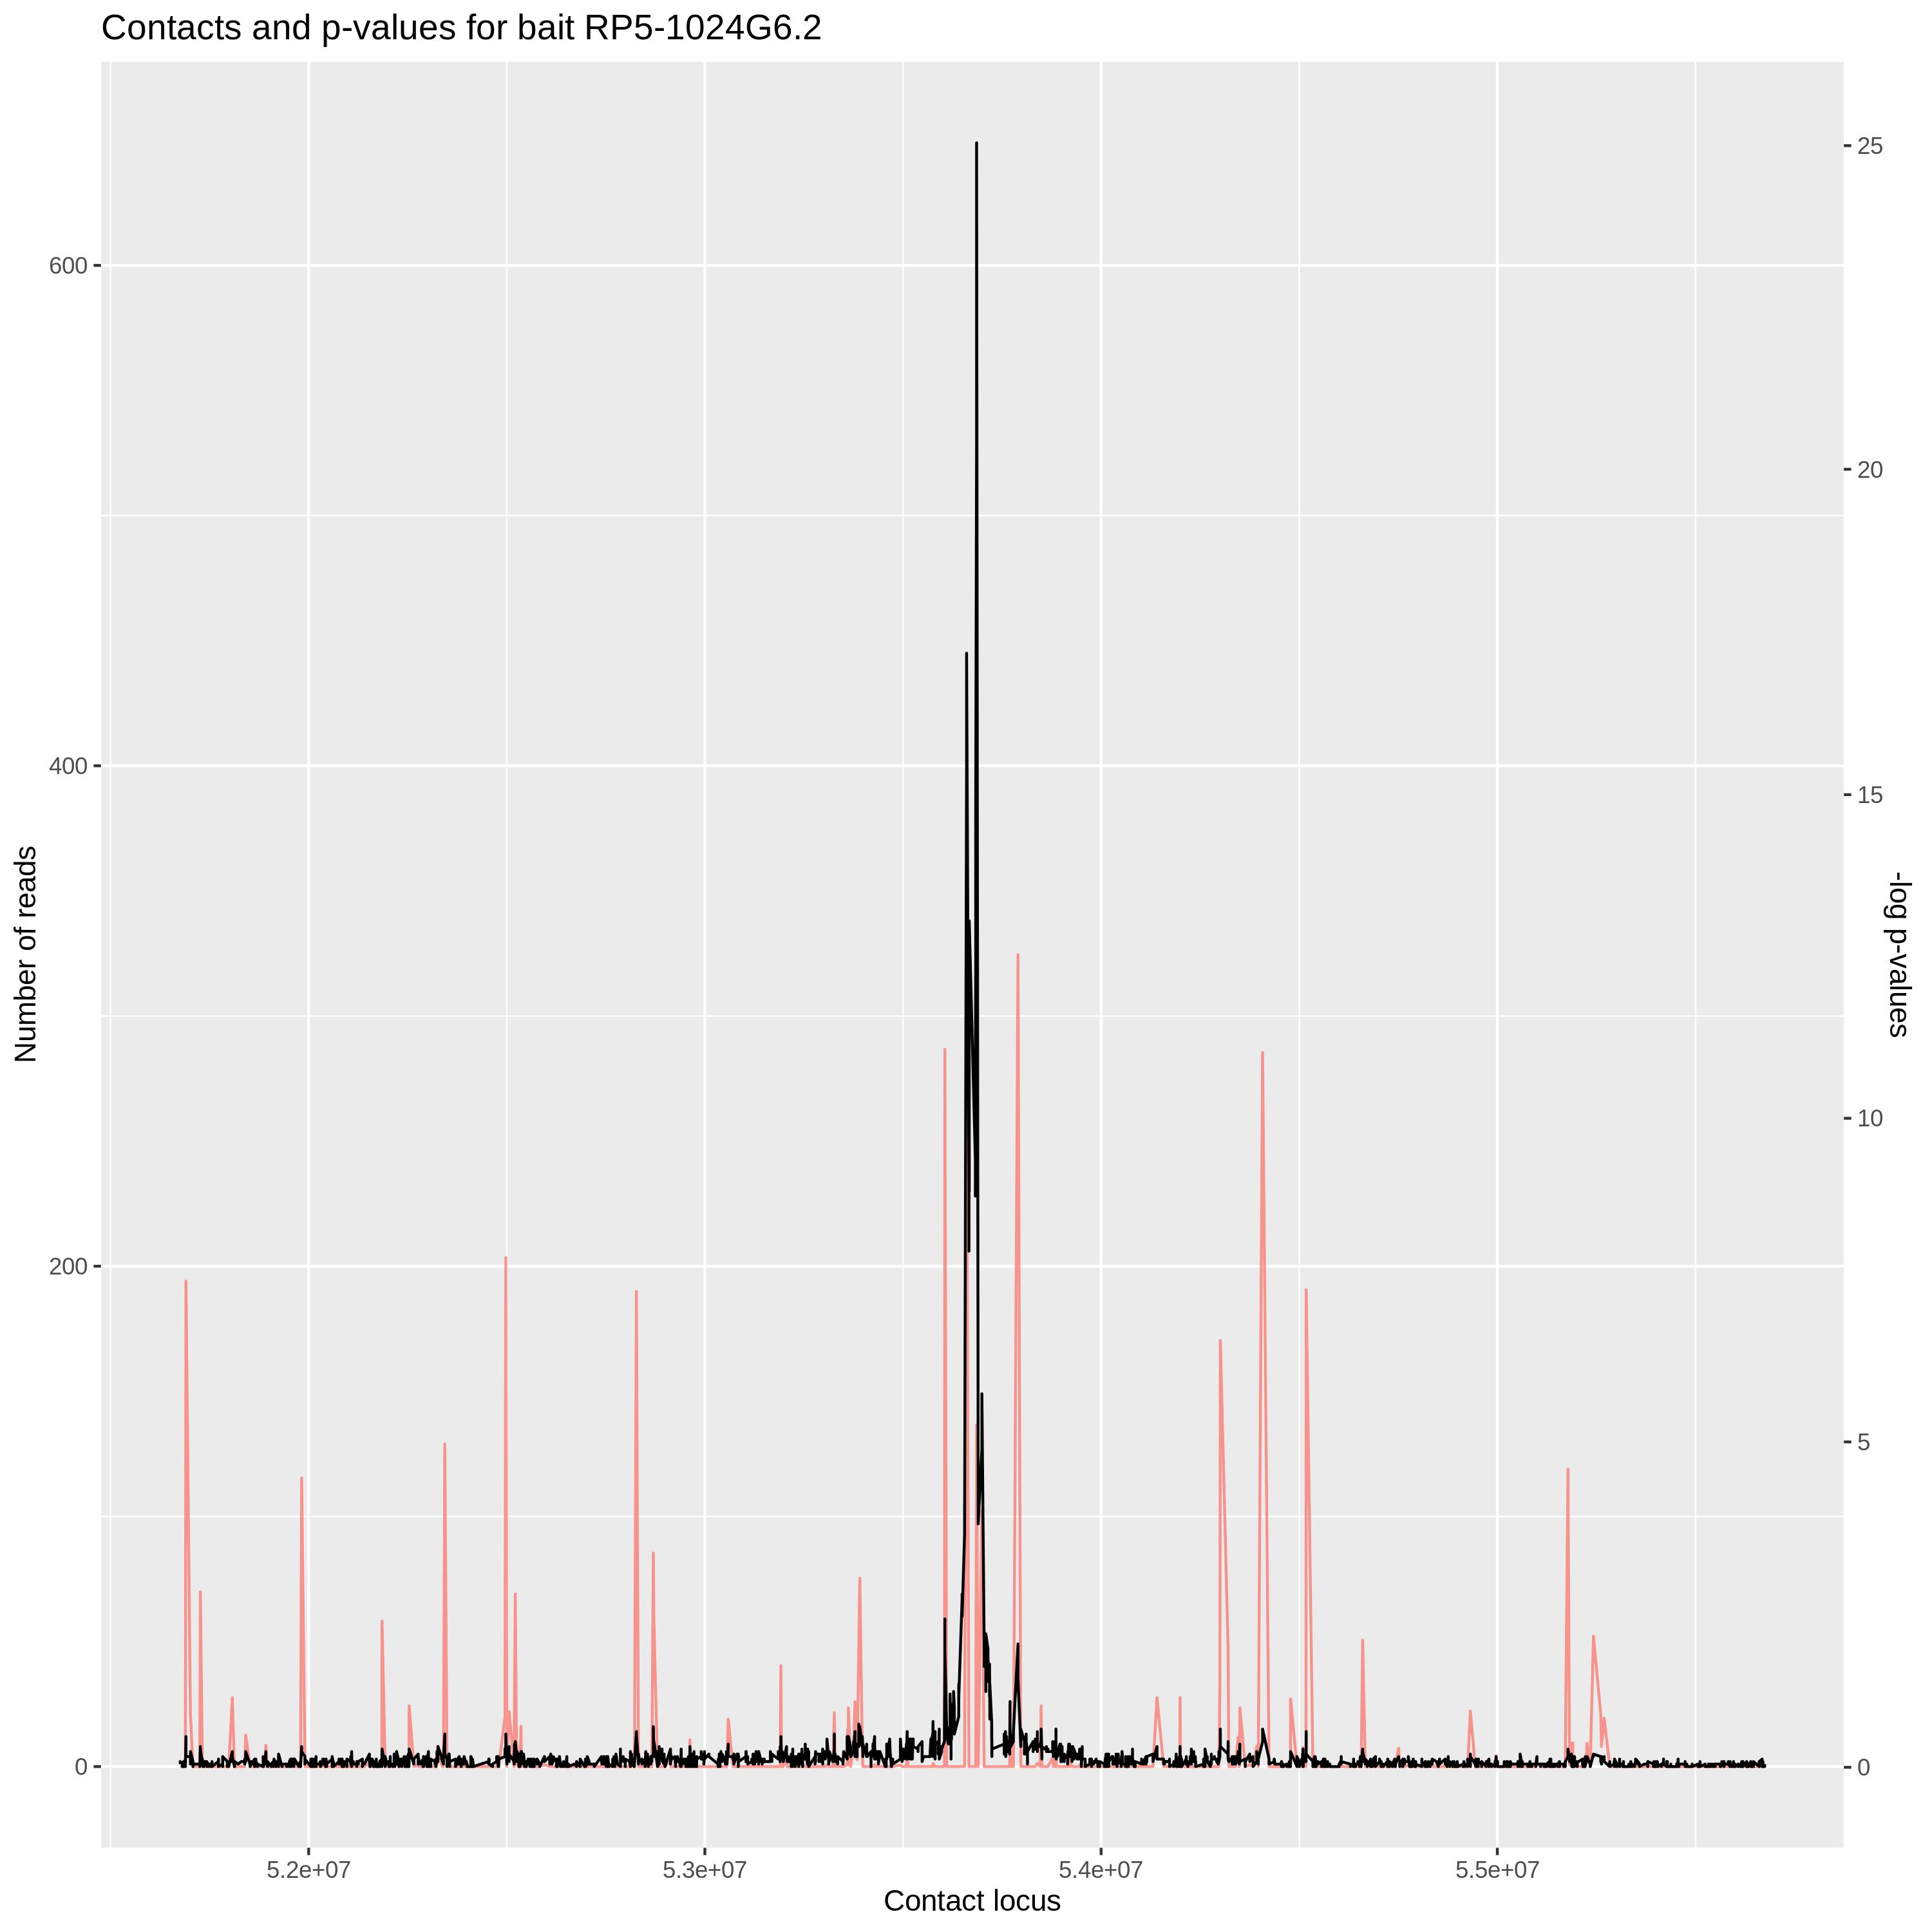 Contacts and p-values for bait RP5-1024G6.2
Number of reads
600
400
200
0
25
20
15
10
5
0
-log p-values
5.2e+07
5.3e+07
5.4e+07
5.5e+07
Contact locus